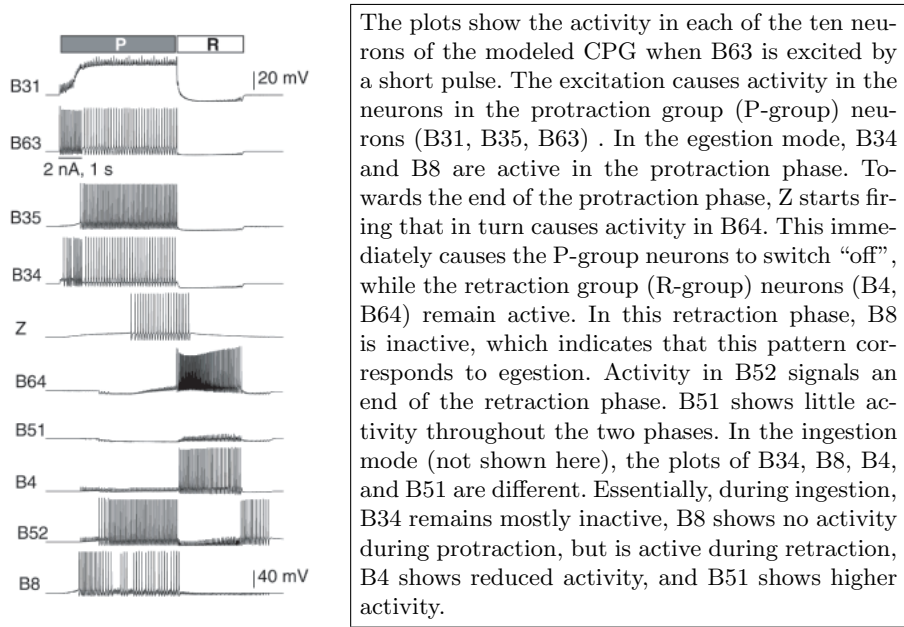 P R
B31
20 mV
B63
2 nA, 1 s
B35
B34
Z
B64
B51
B4
B52
B8
40 mV
The plots show the activity in each of the ten neu-
rons of the modeled CPG when B63 is excited by
a short pulse. The excitation causes activity in the
neurons in the protraction group (P-group) neu-
rons (B31, B35, B63) . In the egestion mode, B34
and B8 are active in the protraction phase. To-
wards the end of the protraction phase, Z starts fir-
ing that in turn causes activity in B64. This imme-
diately causes the P-group neurons to switch “off”,
while the retraction group (R-group) neurons (B4,
B64) remain active. In this retraction phase, B8
is inactive, which indicates that this pattern cor-
responds to egestion. Activity in B52 signals an
end of the retraction phase. B51 shows little ac-
tivity throughout the two phases. In the ingestion
mode (not shown here), the plots of B34, B8, B4,
and B51 are different. Essentially, during ingestion,
B34 remains mostly inactive, B8 shows no activity
during protraction, but is active during retraction,
B4 shows reduced activity, and B51 shows higher
activity.